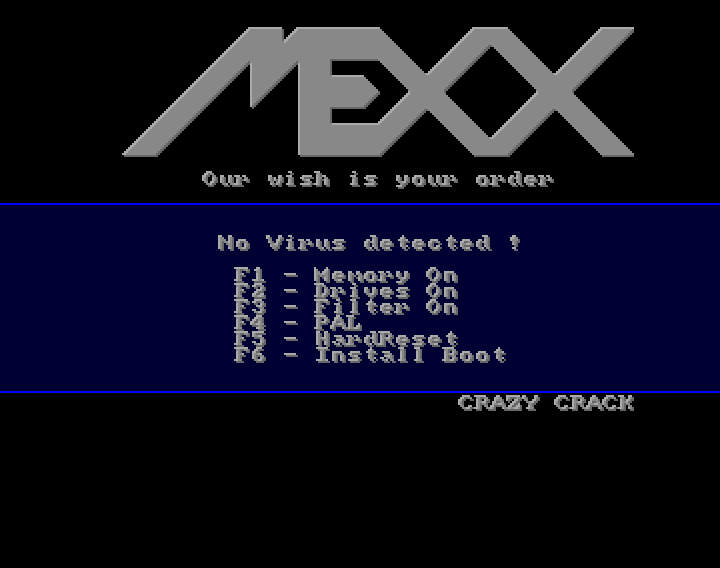 MEXX
Our wish is your order
No Virus detected !
F1 - Memory On
F2 - Drives On
F3 - Filter On
F4 - PAL
F5 - HardReset
F6 - Install Boot
CRAZY CRACK